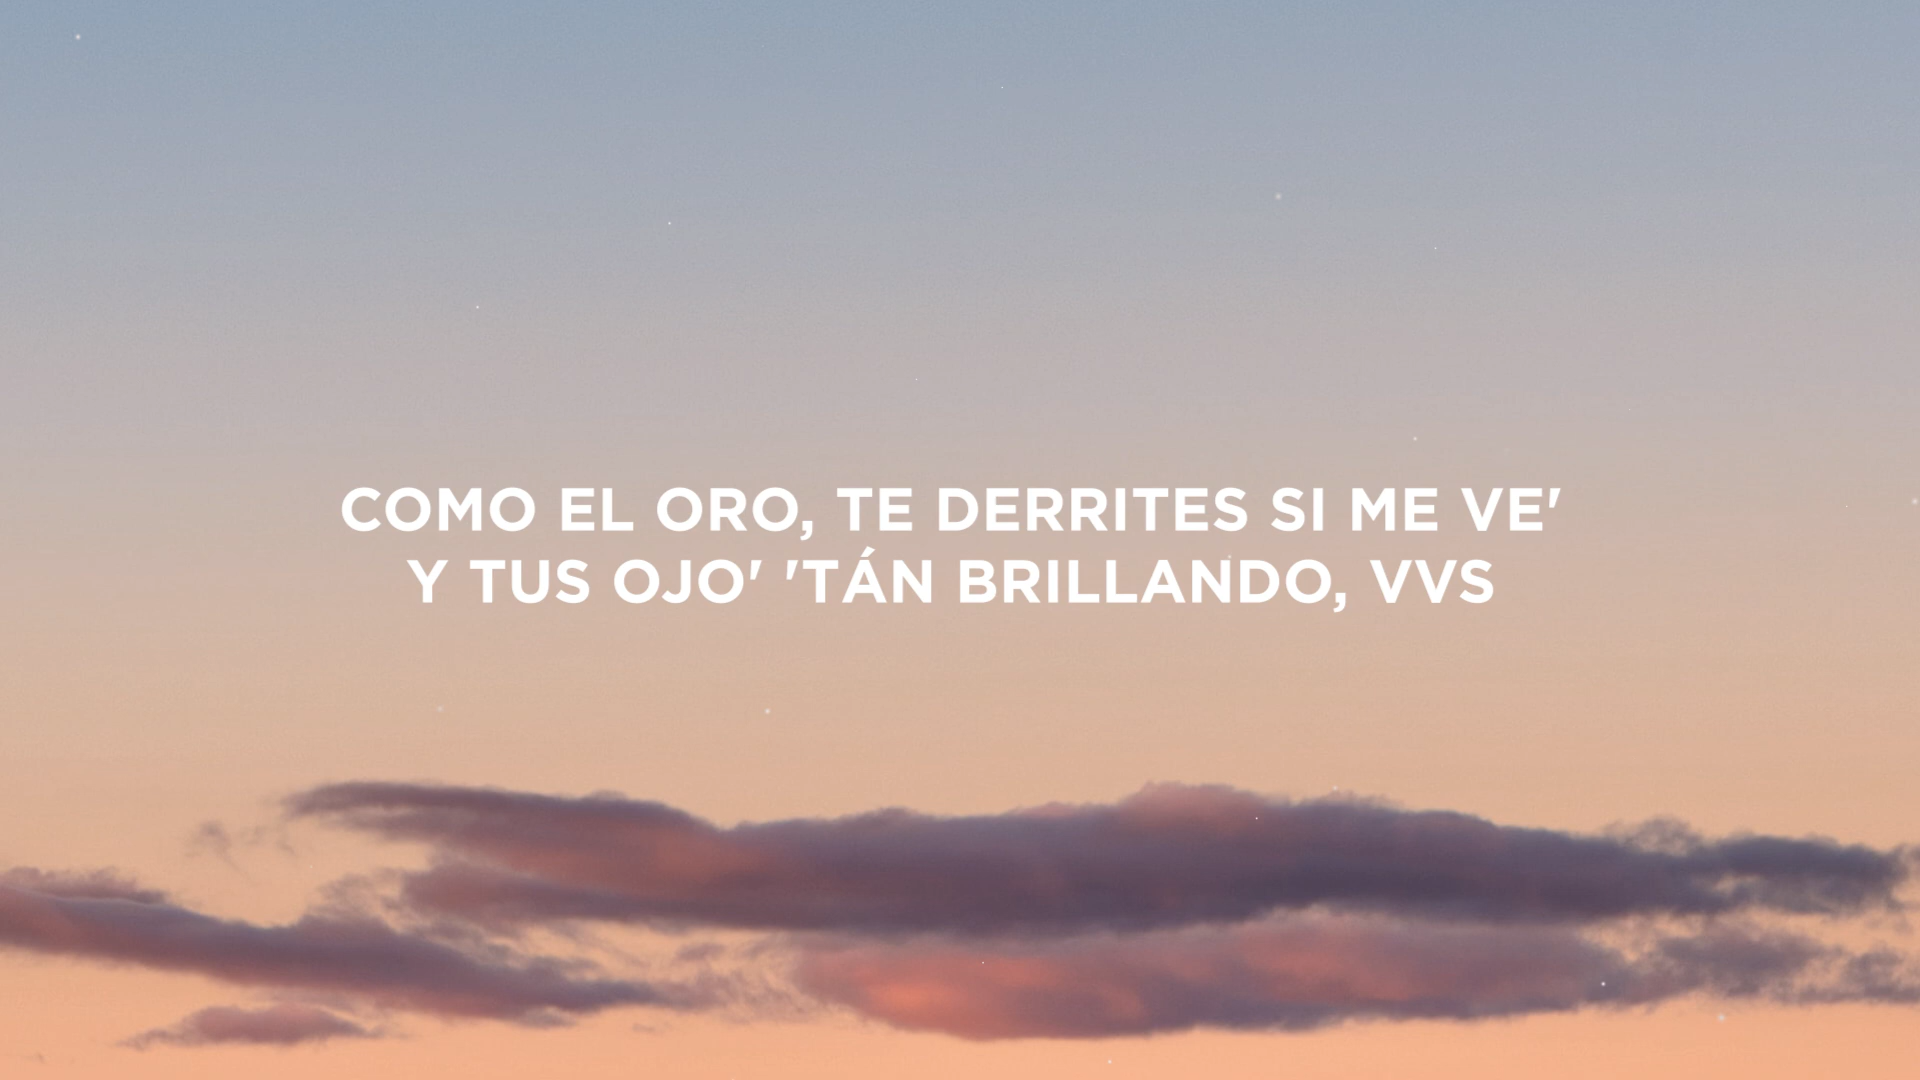 COMO EL ORO, TE DERRITES SI ME VE'
Y TUS OJO' 'TÁN BRILLANDO, VVS